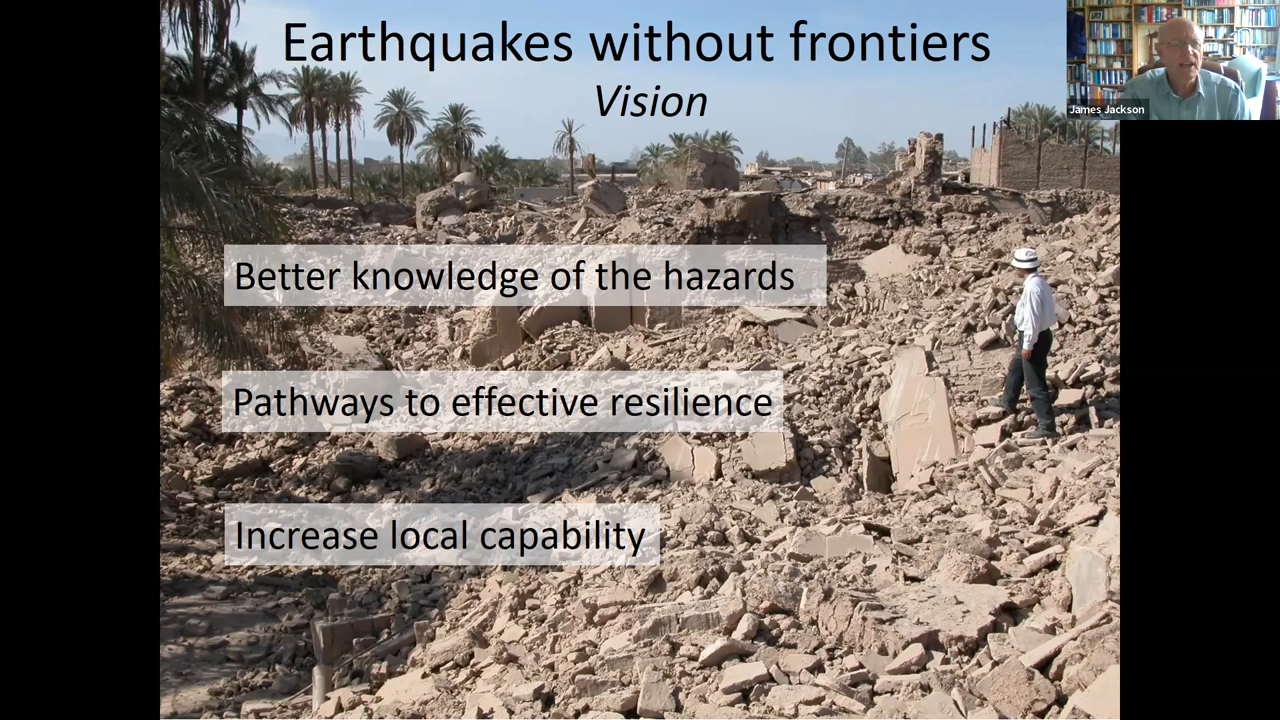 Earthquakes without frontiers
Vision
James Jackson
Better knowledge of the hazards
Pathways to effective resilience
Increase local capability